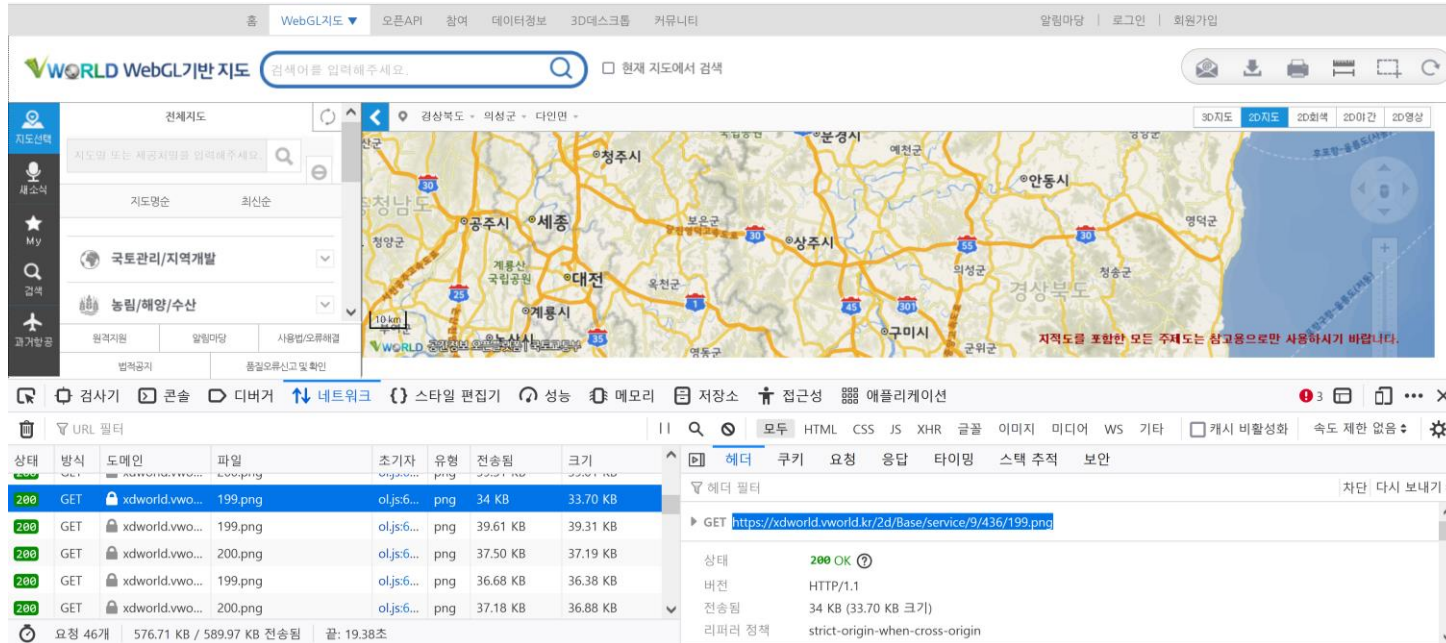 홈 WebGL지도 ▼ 오픈API 참여 데이터정보 3D데스크톱 커뮤니티 알림마당 | 로그인 | 회원가입
VWORLD WebGL기반 지도 검색어를 입력해주세요. 현재 지도에서 검색
지도선택
새소식
My
검색
과거항공
전체지도
지도명 또는 제공처명을 입력해주세요.
지도명순 최신순
국토관리/지역개발
농림/해양/수산
원격지원 알림마당 사용법/오류해결
법적공지 품질오류신고 및 확인
경상북도 의성군 다인면
3D지도 2D지도 2D회색 2D야간 2D영상
문경시
예천군
청주시
안동시
30
공주시
세종
보은군
30
상주시
55
30
영덕군
청양군
계룡산
국립공원
대전
옥천군
의성군
청송군
경상북도
25
1
45
301
계룡시
구미시
10 km
35
영동군
군위군
VWORLD
지적도를 포함한 모든 주제도는 참고용으로만 사용하시기 바랍니다.
검사기 콘솔 디버거 네트워크 {} 스타일 편집기 성능 메모리 저장소 접근성 애플리케이션 3
URL 필터
모두 HTML CSS JS XHR 글꼴 이미지 미디어 WS 기타 캐시 비활성화 속도 제한 없음
상태 방식 도메인 파일 초기자 유형 전송됨 크기
200 GET xdworld.vwo... 199.png ol.js:6... png 34 KB 33.70 KB
200 GET xdworld.vwo... 199.png ol.js:6... png 39.61 KB 39.31 KB
200 GET xdworld.vwo... 200.png ol.js:6... png 37.50 KB 37.19 KB
200 GET xdworld.vwo... 199.png ol.js:6... png 36.68 KB 36.38 KB
200 GET xdworld.vwo... 200.png ol.js:6... png 37.18 KB 36.88 KB
요청 46개 576.71 KB / 589.97 KB 전송됨 끝: 19.38초
헤더 쿠키 요청 응답 타이밍 스택 추적 보안
헤더 필터 차단 다시 보내기
GET https://xdworld.vworld.kr/2d/Base/service/9/436/199.png
상태 200 OK
버전 HTTP/1.1
전송됨 34 KB (33.70 KB 크기)
리퍼러 정책 strict-origin-when-cross-origin